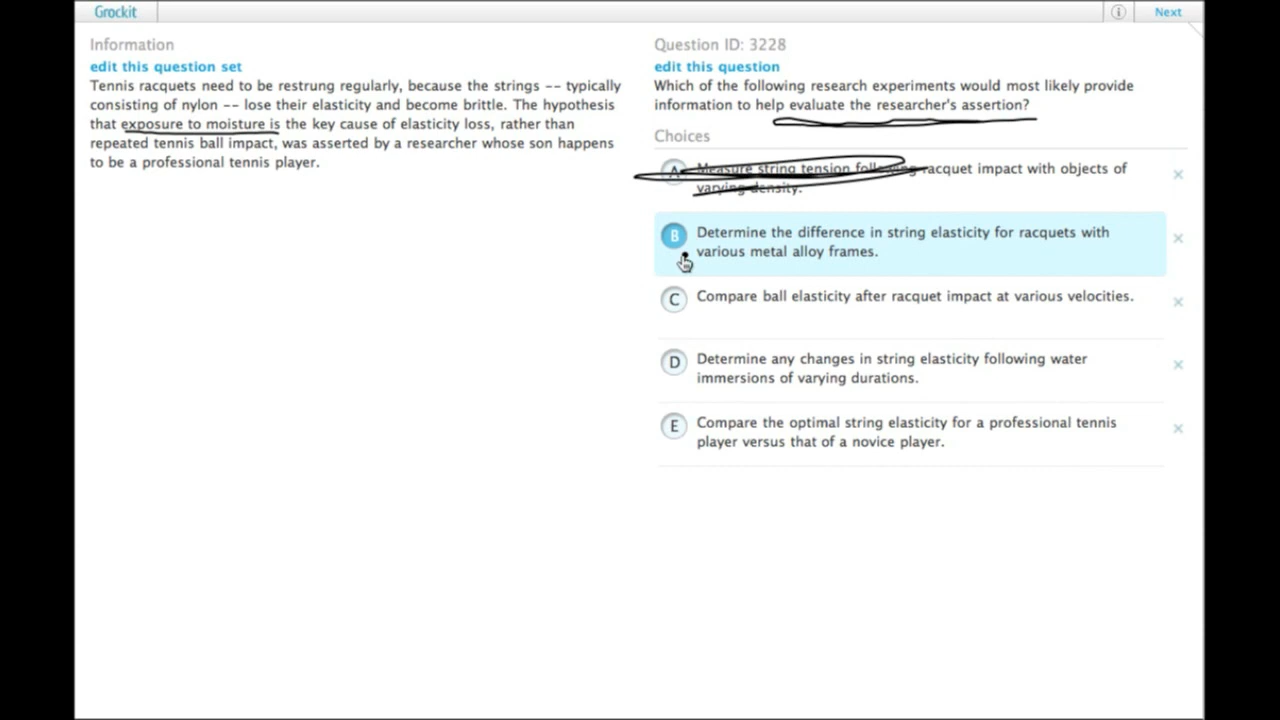 Grockit
Next
Information
edit this question set
Tennis racquets need to be restrung regularly, because the strings -- typically
consisting of nylon -- lose their elasticity and become brittle. The hypothesis
that exposure to moisture is the key cause of elasticity loss, rather than
repeated tennis ball impact, was asserted by a researcher whose son happens
to be a professional tennis player.
Question ID: 3228
edit this question
Which of the following research experiments would most likely provide
information to help evaluate the researcher's assertion?
Choices
A Measure string tension following racquet impact with objects of
varying density.
B Determine the difference in string elasticity for racquets with
various metal alloy frames.
C Compare ball elasticity after racquet impact at various velocities.
D Determine any changes in string elasticity following water
immersions of varying durations.
E Compare the optimal string elasticity for a professional tennis
player versus that of a novice player.